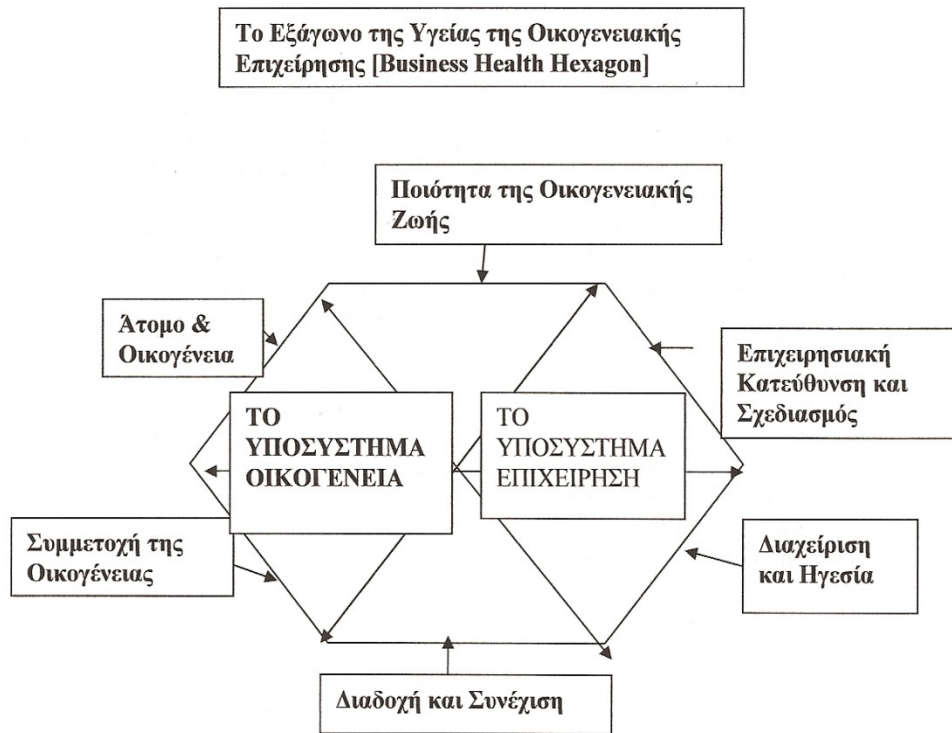 Το Εξάγωνο της Υγείας της Οικογενειακής
Επιχείρησης [Business Health Hexagon]
Ποιότητα της Οικογενειακής
Ζωής
Άτομο &
Οικογένεια
Επιχειρησιακή
Κατεύθυνση και
Σχεδιασμός
ΤΟ
ΥΠΟΣΥΣΤΗΜΑ
ΟΙΚΟΓΕΝΕΙΑ
ΤΟ
ΥΠΟΣΥΣΤΗΜΑ
ΕΠΙΧΕΙΡΗΣΗ
Συμμετοχή της
Οικογένειας
Διαχείριση
και Ηγεσία
Διαδοχή και Συνέχιση